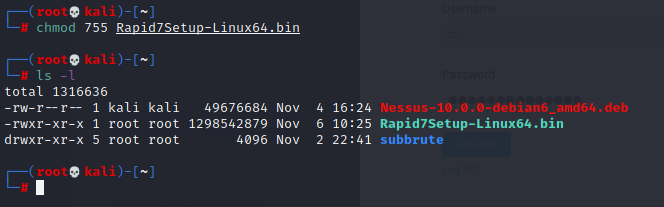 ┌──(root💀kali)-[~]
└─# chmod 755 Rapid7Setup-Linux64.bin
┌──(root💀kali)-[~]
└─# ls -l
total 1316636
-rw-r--r-- 1 kali kali   49676684 Nov  4 16:24 Nessus-10.0.0-debian6_amd64.deb
-rwxr-xr-x 1 root root 1298542879 Nov  6 10:25 Rapid7Setup-Linux64.bin
drwxr-xr-x 5 root root       4096 Nov  2 22:41 subbrute
┌──(root💀kali)-[~]
└─#
Username
Password